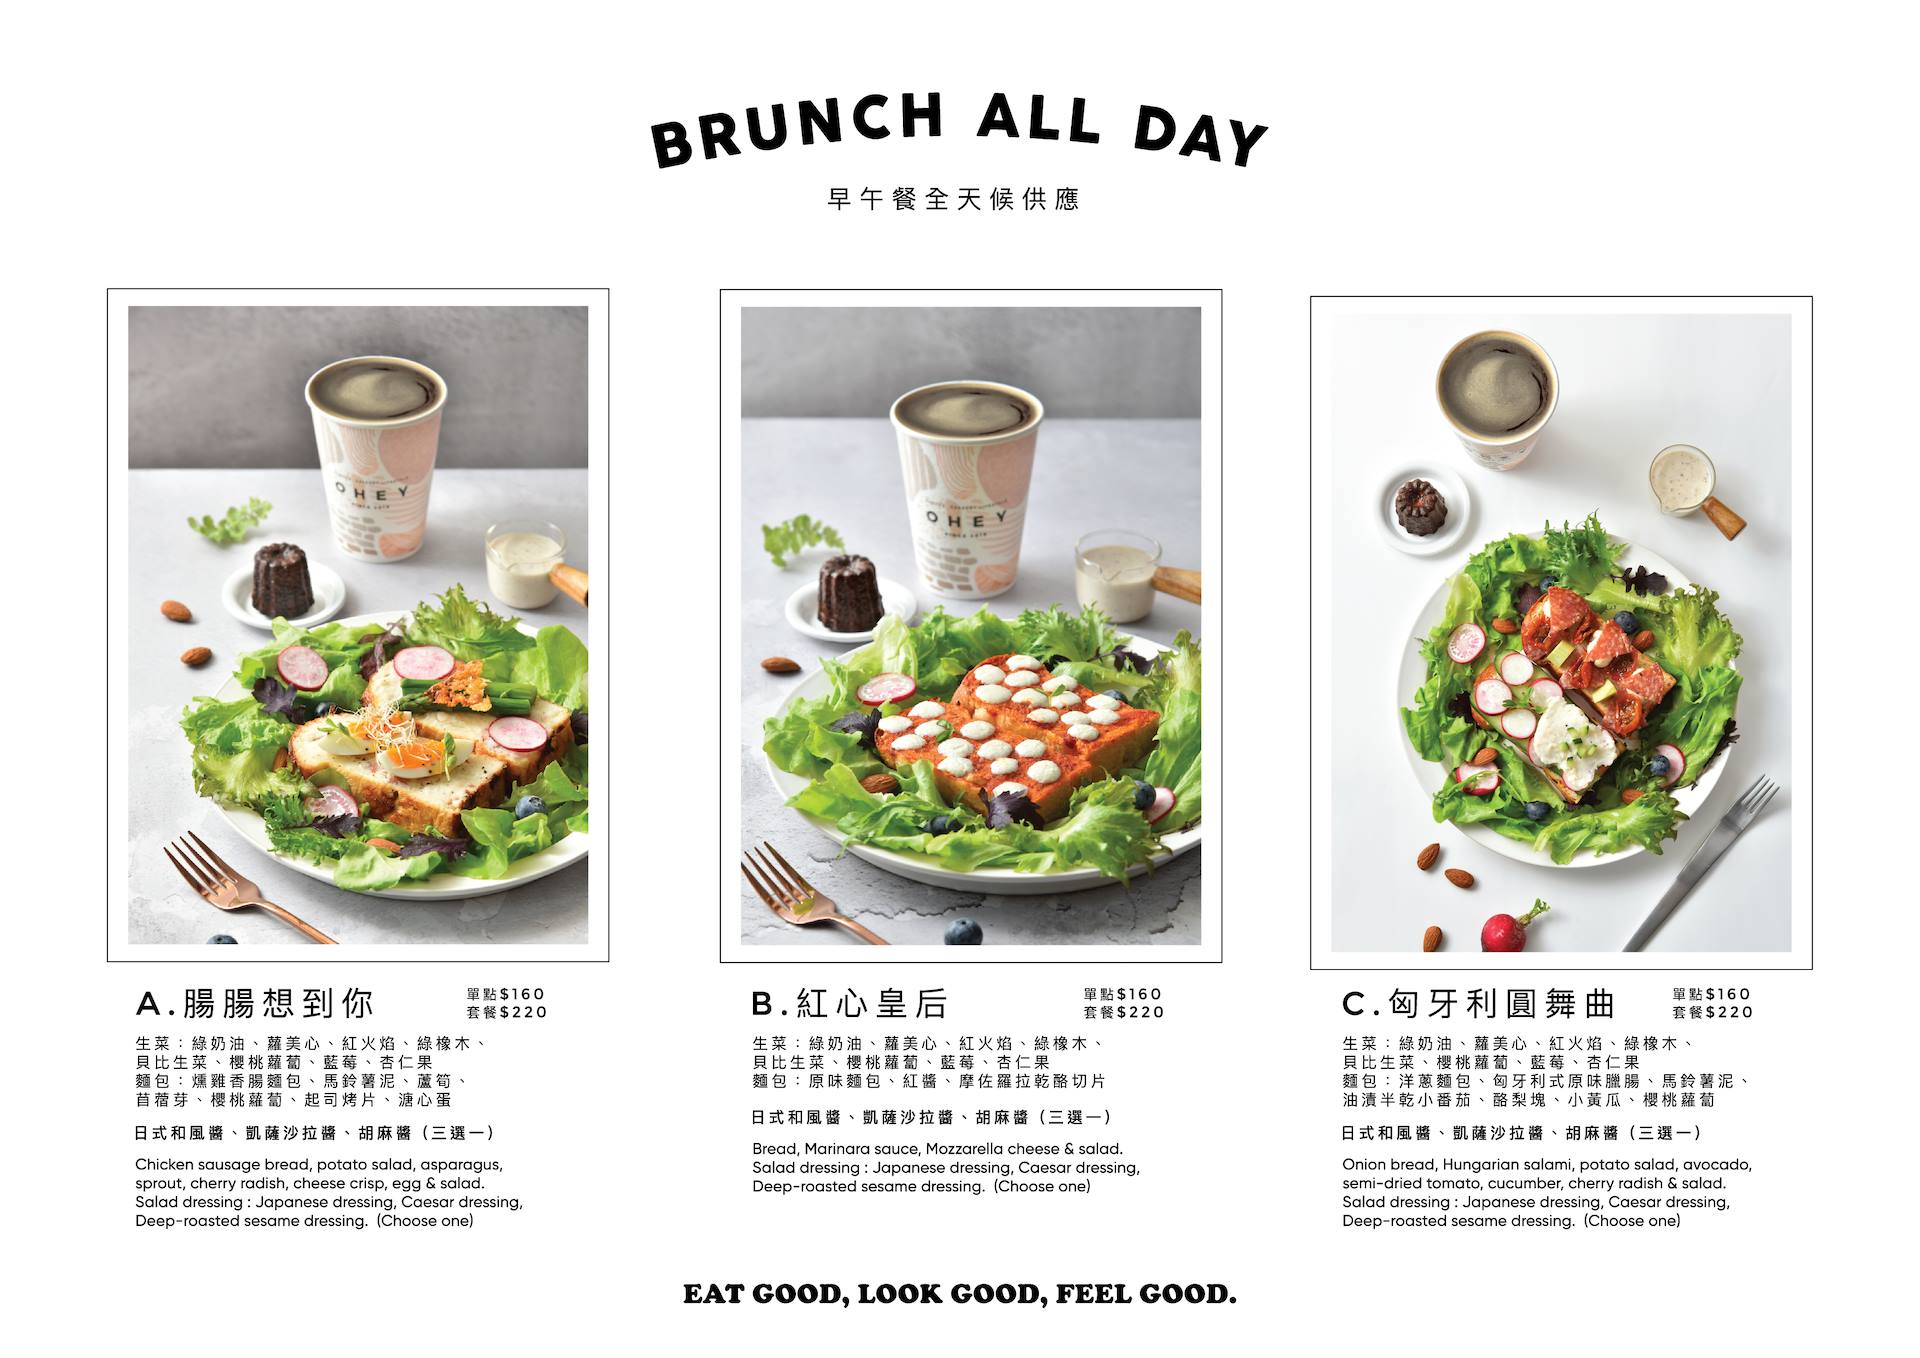 BRUNCH ALL DAY
早午餐全天候供應
OHEY
SINCE 2018
OHEY
SINCE 2018
A.腸腸想到你
單點$160
套餐$220
生菜：綠奶油、蘿美心、紅火焰、綠橡木、
貝比生菜、櫻桃蘿蔔、藍莓、杏仁果
麵包：燻雞香腸麵包、馬鈴薯泥、蘆筍、
苜蓿芽、櫻桃蘿蔔、起司烤片、溏心蛋
日式和風醬、凱薩沙拉醬、胡麻醬（三選一）
Chicken sausage bread, potato salad, asparagus,
sprout, cherry radish, cheese crisp, egg & salad.
Salad dressing : Japanese dressing, Caesar dressing,
Deep-roasted sesame dressing. (Choose one)
B.紅心皇后
單點$160
套餐$220
生菜：綠奶油、蘿美心、紅火焰、綠橡木、
貝比生菜、櫻桃蘿蔔、藍莓、杏仁果
麵包：原味麵包、紅醬、摩佐羅拉乾酪切片
日式和風醬、凱薩沙拉醬、胡麻醬（三選一）
Bread, Marinara sauce, Mozzarella cheese & salad.
Salad dressing : Japanese dressing, Caesar dressing,
Deep-roasted sesame dressing. (Choose one)
C.匈牙利圓舞曲
單點$160
套餐$220
生菜：綠奶油、蘿美心、紅火焰、綠橡木、
貝比生菜、櫻桃蘿蔔、藍莓、杏仁果
麵包：洋蔥麵包、匈牙利式原味臘腸、馬鈴薯泥、
油漬半乾小番茄、酪梨塊、小黃瓜、櫻桃蘿蔔
日式和風醬、凱薩沙拉醬、胡麻醬（三選一）
Onion bread, Hungarian salami, potato salad, avocado,
semi-dried tomato, cucumber, cherry radish & salad.
Salad dressing : Japanese dressing, Caesar dressing,
Deep-roasted sesame dressing. (Choose one)
EAT GOOD, LOOK GOOD, FEEL GOOD.